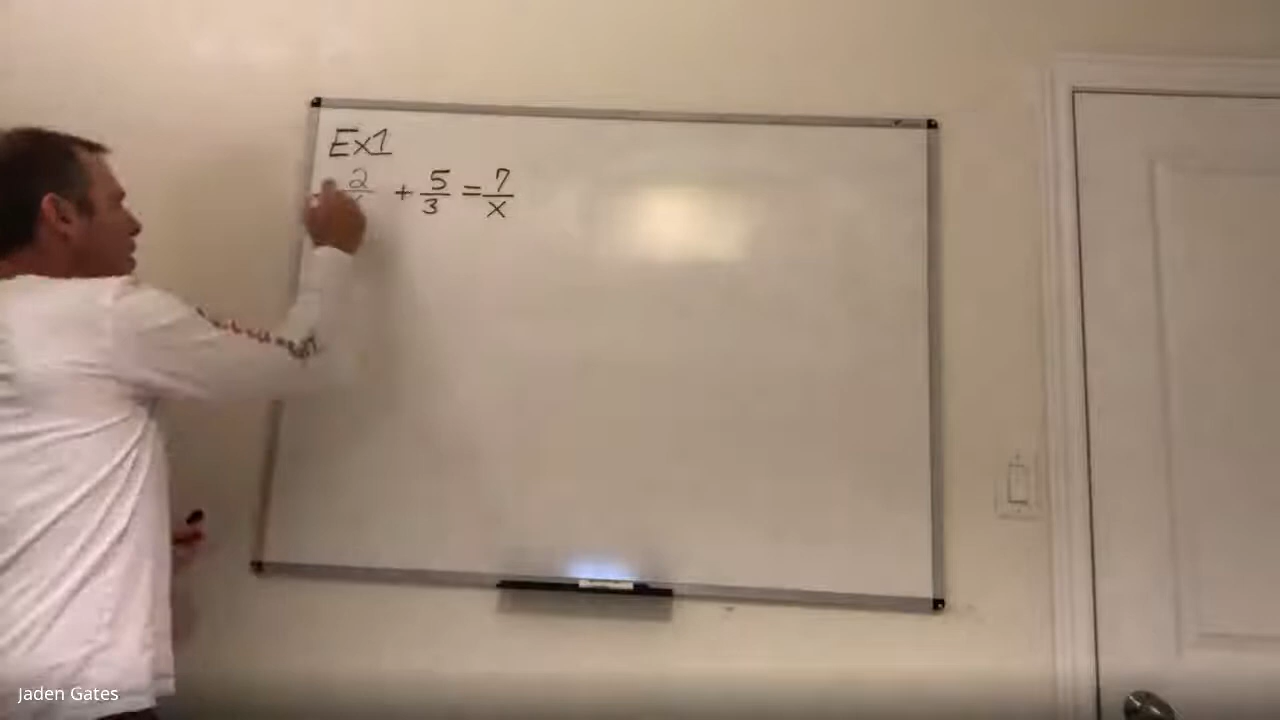 Ex1
2 + 5/3 = 7/x
Jaden Gates